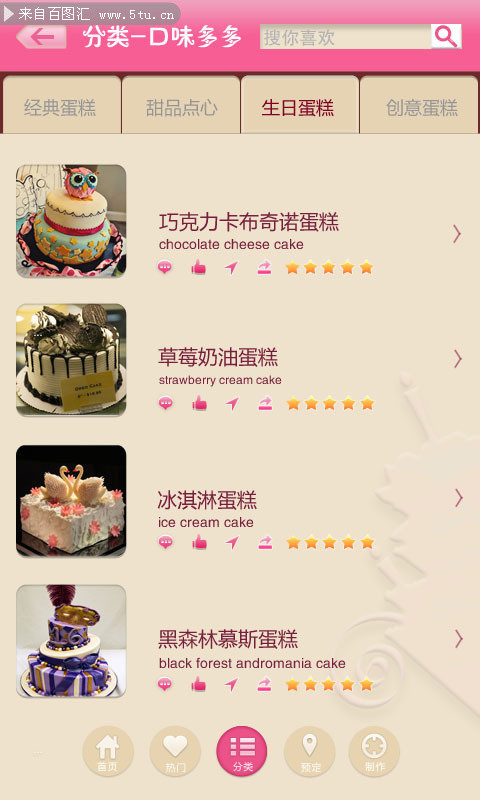 来自百图汇 www.5tu.cn
分类-口味多多
搜你喜欢
经典蛋糕
甜品点心
生日蛋糕
创意蛋糕
巧克力卡布奇诺蛋糕
chocolate cheese cake
草莓奶油蛋糕
strawberry cream cake
冰淇淋蛋糕
ice cream cake
黑森林慕斯蛋糕
black forest andromania cake
首页
热门
分类
预定
制作